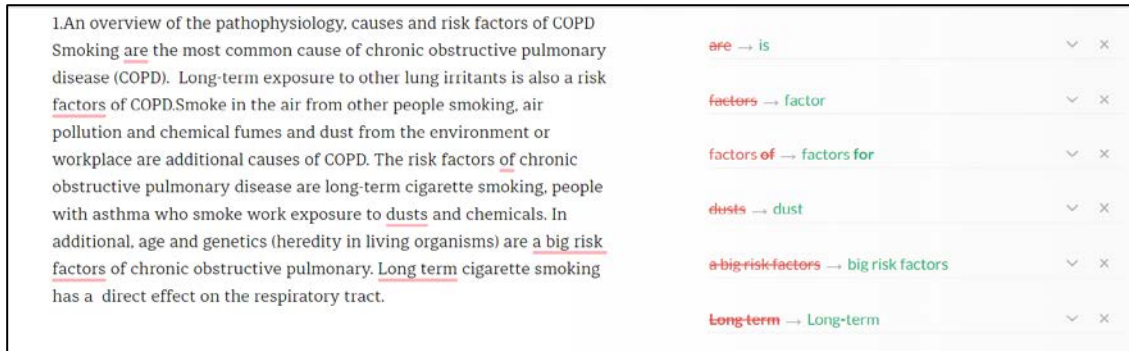 1.An overview of the pathophysiology, causes and risk factors of COPD
Smoking are the most common cause of chronic obstructive pulmonary
disease (COPD).  Long-term exposure to other lung irritants is also a risk
factors of COPD.Smoke in the air from other people smoking, air
pollution and chemical fumes and dust from the environment or
workplace are additional causes of COPD. The risk factors of chronic
obstructive pulmonary disease are long-term cigarette smoking, people
with asthma who smoke work exposure to dusts and chemicals. In
additional, age and genetics (heredity in living organisms) are a big risk
factors of chronic obstructive pulmonary. Long term cigarette smoking
has a  direct effect on the respiratory tract.
are → is
factors → factor
factors of → factors for
dusts → dust
a big risk factors → big risk factors
Long term → Long-term